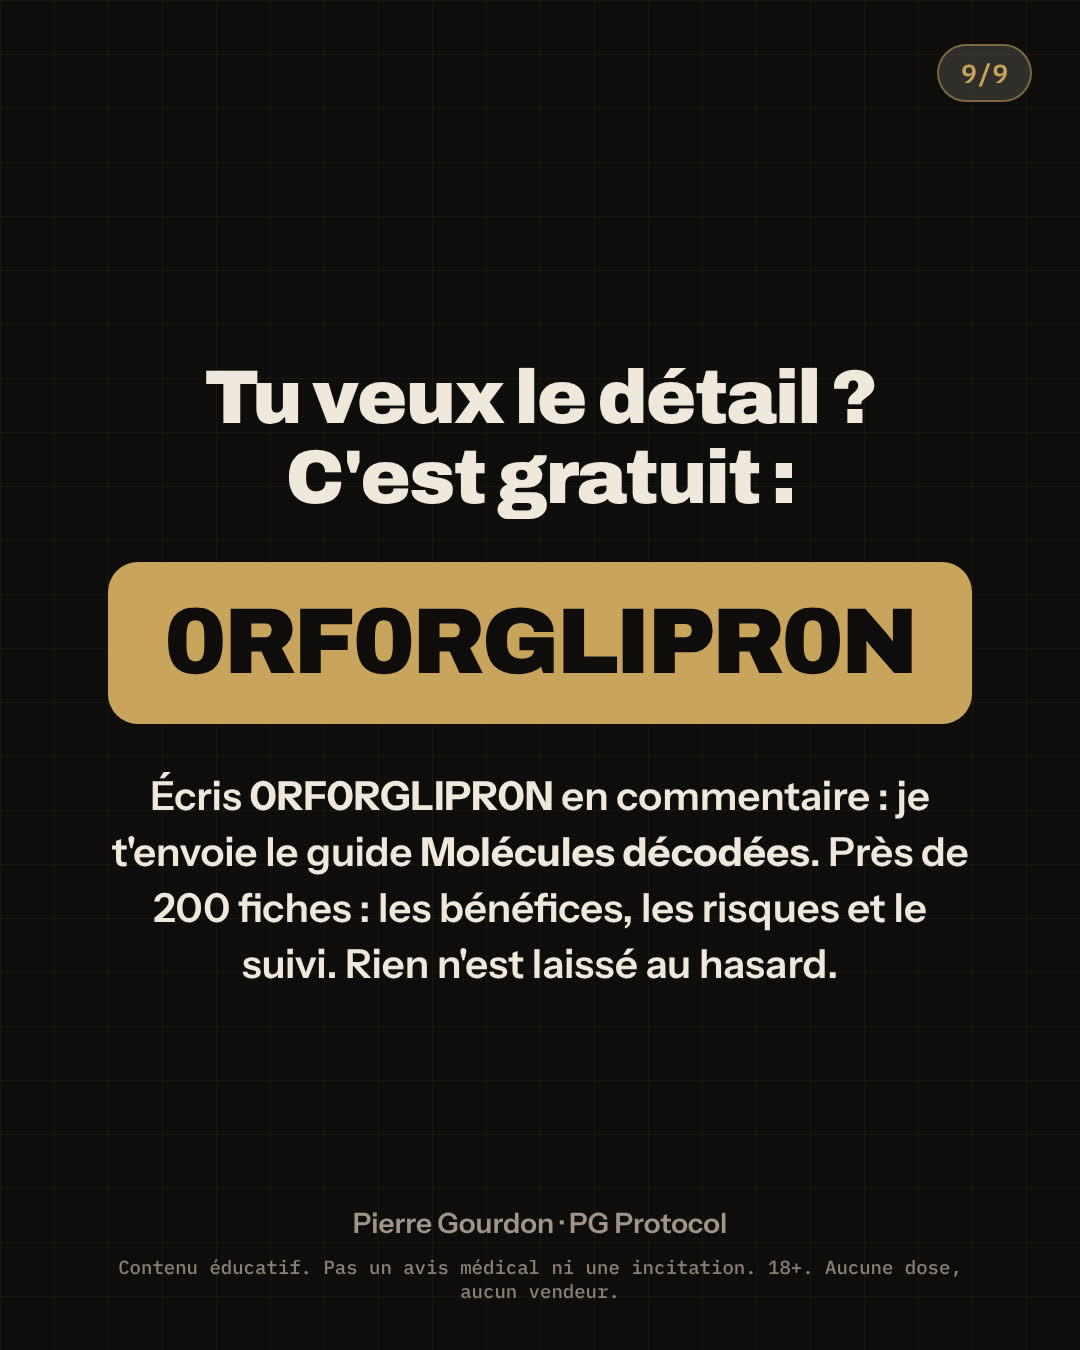 9/9
Tu veux le détail ?
C'est gratuit :
0RF0RGLIPR0N
Écris 0RF0RGLIPR0N en commentaire : je
t'envoie le guide Molécules décodées. Près de
200 fiches : les bénéfices, les risques et le
suivi. Rien n'est laissé au hasard.
Pierre Gourdon · PG Protocol
Contenu éducatif. Pas un avis médical ni une incitation. 18+. Aucune dose,
aucun vendeur.